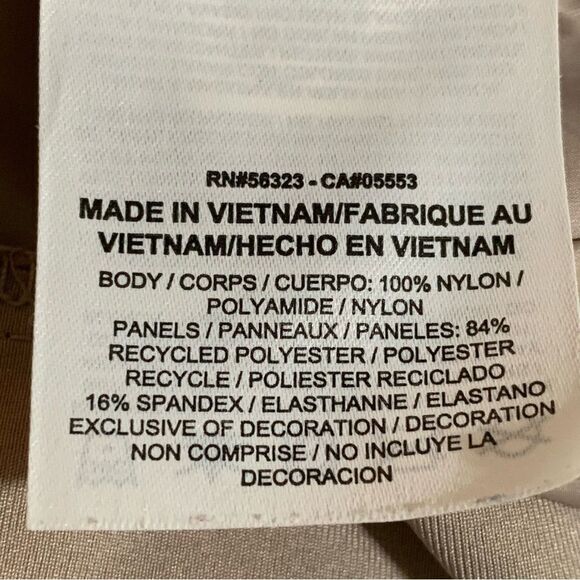 RN#56323 - CA#05553
MADE IN VIETNAM/FABRIQUE AU
VIETNAM/HECHO EN VIETNAM
BODY / CORPS / CUERPO: 100% NYLON /
POLYAMIDE / NYLON
PANELS / PANNEAUX / PANELES: 84%
RECYCLED POLYESTER / POLYESTER
RECYCLE / POLIESTER RECICLADO
16% SPANDEX / ELASTHANNE / ELASTANO
EXCLUSIVE OF DECORATION / DECORATION
NON COMPRISE / NO INCLUYE LA
DECORACION